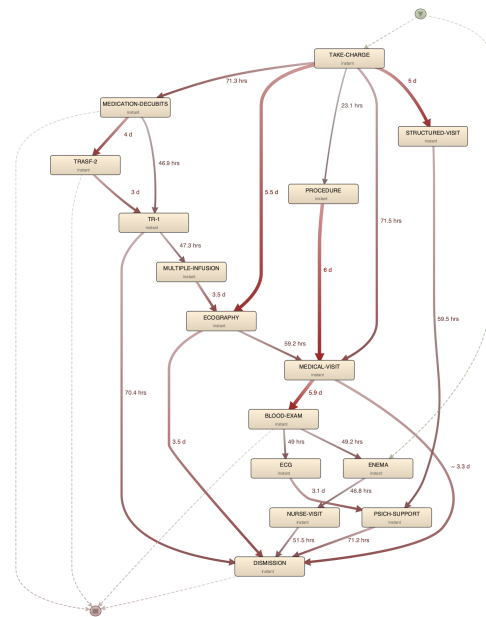 TAKE-CHARGE
instant
71.3 hrs
5 d
MEDICATION-DECUBITS
instant
23.1 hrs
4 d
STRUCTURED-VISIT
instant
TRASF-2
instant
46.9 hrs
3 d
5.5 d
PROCEDURE
instant
TR-1
instant
71.5 hrs
47.3 hrs
MULTIPLE-INFUSION
instant
6 d
3.5 d
ECOGRAPHY
instant
59.5 hrs
59.2 hrs
MEDICAL-VISIT
instant
70.4 hrs
5.9 d
BLOOD-EXAM
instant
3.5 d
49 hrs
49.2 hrs
ECG
instant
ENEMA
instant
~ 3.3 d
3.1 d
46.8 hrs
NURSE-VISIT
instant
PSICH-SUPPORT
instant
51.5 hrs
71.2 hrs
DISMISSION
instant